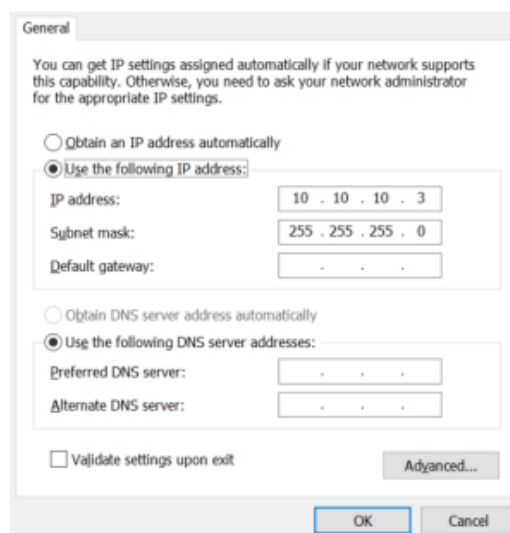 General
You can get IP settings assigned automatically if your network supports
this capability. Otherwise, you need to ask your network administrator
for the appropriate IP settings.
Obtain an IP address automatically
Use the following IP address:
IP address: 10 . 10 . 10 . 3
Subnet mask: 255 . 255 . 255 . 0
Default gateway: . . .
Obtain DNS server address automatically
Use the following DNS server addresses:
Preferred DNS server: . . .
Alternate DNS server: . . .
Validate settings upon exit
Advanced...
OK Cancel